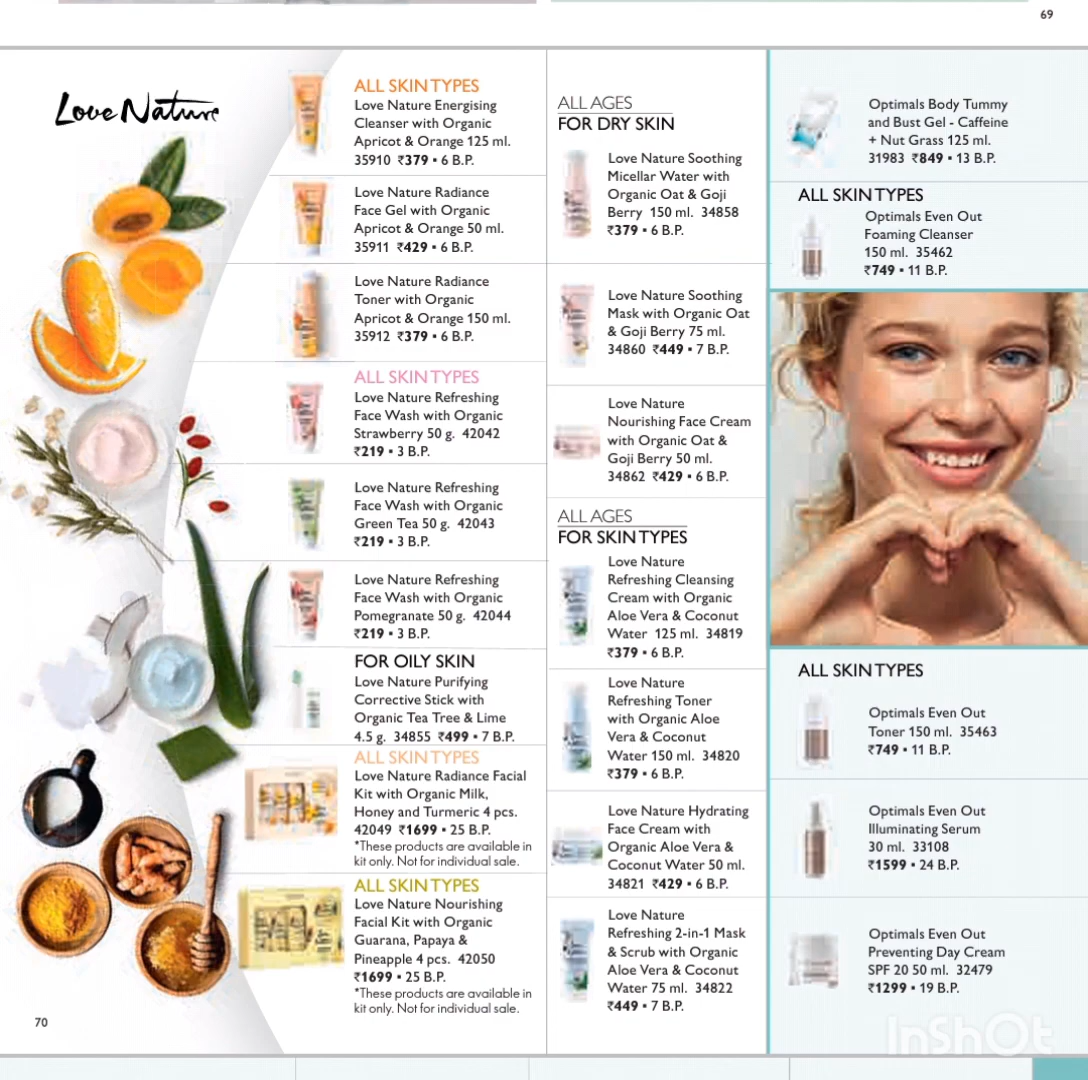 69
Love Nature
ALL SKIN TYPES
Love Nature Energising
Cleanser with Organic
Apricot & Orange 125 ml.
35910 ₹379 ▪ 6 B.P.
Love Nature Radiance
Face Gel with Organic
Apricot & Orange 50 ml.
35911 ₹429 ▪ 6 B.P.
Love Nature Radiance
Toner with Organic
Apricot & Orange 150 ml.
35912 ₹379 ▪ 6 B.P.
ALL SKIN TYPES
Love Nature Refreshing
Face Wash with Organic
Strawberry 50 g. 42042
₹219 ▪ 3 B.P.
Love Nature Refreshing
Face Wash with Organic
Green Tea 50 g. 42043
₹219 ▪ 3 B.P.
Love Nature Refreshing
Face Wash with Organic
Pomegranate 50 g. 42044
₹219 ▪ 3 B.P.
FOR OILY SKIN
Love Nature Purifying
Corrective Stick with
Organic Tea Tree & Lime
4.5 g. 34855 ₹499 ▪ 7 B.P.
ALL SKIN TYPES
Love Nature Radiance Facial
Kit with Organic Milk,
Honey and Turmeric 4 pcs.
42049 ₹1699 ▪ 25 B.P.
*These products are available in
kit only. Not for individual sale.
ALL SKIN TYPES
Love Nature Nourishing
Facial Kit with Organic
Guarana, Papaya &
Pineapple 4 pcs. 42050
₹1699 ▪ 25 B.P.
*These products are available in
kit only. Not for individual sale.
70
ALL AGES
FOR DRY SKIN
Love Nature Soothing
Micellar Water with
Organic Oat & Goji
Berry 150 ml. 34858
₹379 ▪ 6 B.P.
Love Nature Soothing
Mask with Organic Oat
& Goji Berry 75 ml.
34860 ₹449 ▪ 7 B.P.
Love Nature
Nourishing Face Cream
with Organic Oat &
Goji Berry 50 ml.
34862 ₹429 ▪ 6 B.P.
ALL AGES
FOR SKIN TYPES
Love Nature
Refreshing Cleansing
Cream with Organic
Aloe Vera & Coconut
Water 125 ml. 34819
₹379 ▪ 6 B.P.
Love Nature
Refreshing Toner
with Organic Aloe
Vera & Coconut
Water 150 ml. 34820
₹379 ▪ 6 B.P.
Love Nature Hydrating
Face Cream with
Organic Aloe Vera &
Coconut Water 50 ml.
34821 ₹429 ▪ 6 B.P.
Love Nature
Refreshing 2-in-1 Mask
& Scrub with Organic
Aloe Vera & Coconut
Water 75 ml. 34822
₹449 ▪ 7 B.P.
Optimals Body Tummy
and Bust Gel - Caffeine
+ Nut Grass 125 ml.
31983 ₹849 ▪ 13 B.P.
ALL SKIN TYPES
Optimals Even Out
Foaming Cleanser
150 ml. 35462
₹749 ▪ 11 B.P.
ALL SKIN TYPES
Optimals Even Out
Toner 150 ml. 35463
₹749 ▪ 11 B.P.
Optimals Even Out
Illuminating Serum
30 ml. 33108
₹1599 ▪ 24 B.P.
Optimals Even Out
Preventing Day Cream
SPF 20 50 ml. 32479
₹1299 ▪ 19 B.P.
InShOt